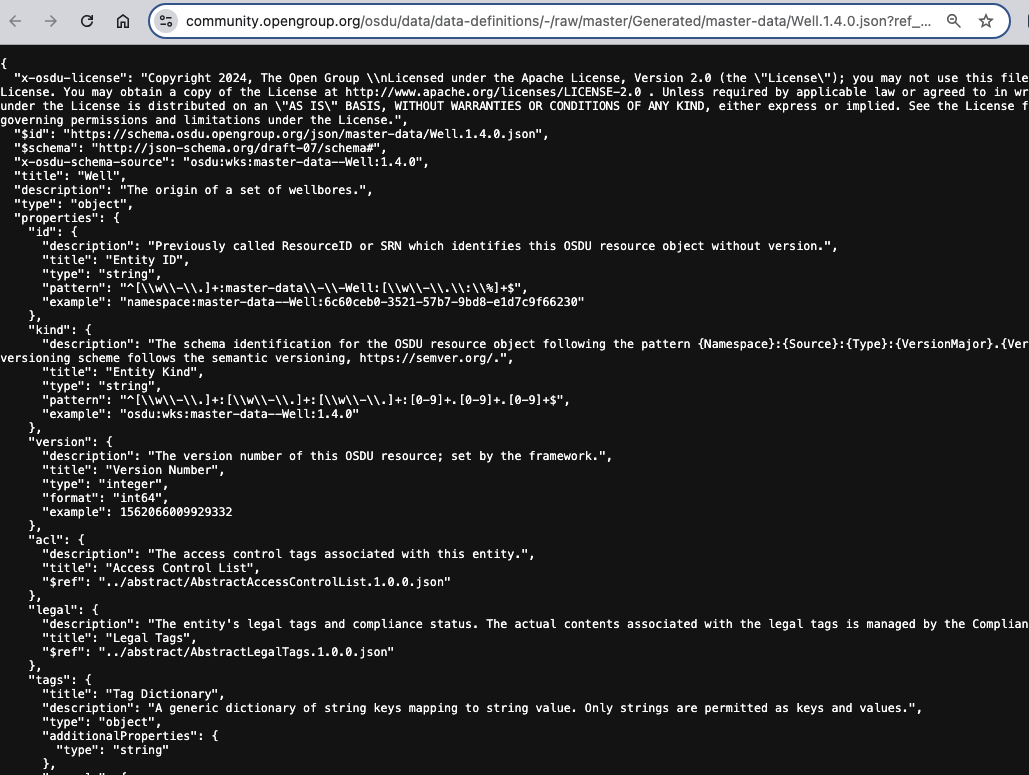 community.opengroup.org/osdu/data/data-definitions/-/raw/master/Generated/master-data/Well.1.4.0.json?ref_...
{
  "x-osdu-license": "Copyright 2024, The Open Group \\nLicensed under the Apache License, Version 2.0 (the \"License\"); you may not use this file
License. You may obtain a copy of the License at http://www.apache.org/licenses/LICENSE-2.0 . Unless required by applicable law or agreed to in wr
under the License is distributed on an \"AS IS\" BASIS, WITHOUT WARRANTIES OR CONDITIONS OF ANY KIND, either express or implied. See the License f
governing permissions and limitations under the License.",
  "$id": "https://schema.osdu.opengroup.org/json/master-data/Well.1.4.0.json",
  "$schema": "http://json-schema.org/draft-07/schema#",
  "x-osdu-schema-source": "osdu:wks:master-data--Well:1.4.0",
  "title": "Well",
  "description": "The origin of a set of wellbores.",
  "type": "object",
  "properties": {
    "id": {
      "description": "Previously called ResourceID or SRN which identifies this OSDU resource object without version.",
      "title": "Entity ID",
      "type": "string",
      "pattern": "^[\\w\\-\\.]+:master-data\\-\\-Well:[\\w\\-\\.\\:\\%]+$",
      "example": "namespace:master-data--Well:6c60ceb0-3521-57b7-9bd8-e1d7c9f66230"
    },
    "kind": {
      "description": "The schema identification for the OSDU resource object following the pattern {Namespace}:{Source}:{Type}:{VersionMajor}.{Ver
versioning scheme follows the semantic versioning, https://semver.org/.",
      "title": "Entity Kind",
      "type": "string",
      "pattern": "^[\\w\\-\\.]+:[\\w\\-\\.]+:[\\w\\-\\.]+:[0-9]+.[0-9]+.[0-9]+$",
      "example": "osdu:wks:master-data--Well:1.4.0"
    },
    "version": {
      "description": "The version number of this OSDU resource; set by the framework.",
      "title": "Version Number",
      "type": "integer",
      "format": "int64",
      "example": 1562066009929332
    },
    "acl": {
      "description": "The access control tags associated with this entity.",
      "title": "Access Control List",
      "$ref": "../abstract/AbstractAccessControlList.1.0.0.json"
    },
    "legal": {
      "description": "The entity's legal tags and compliance status. The actual contents associated with the legal tags is managed by the Complian
      "title": "Legal Tags",
      "$ref": "../abstract/AbstractLegalTags.1.0.0.json"
    },
    "tags": {
      "title": "Tag Dictionary",
      "description": "A generic dictionary of string keys mapping to string value. Only strings are permitted as keys and values.",
      "type": "object",
      "additionalProperties": {
        "type": "string"
      },